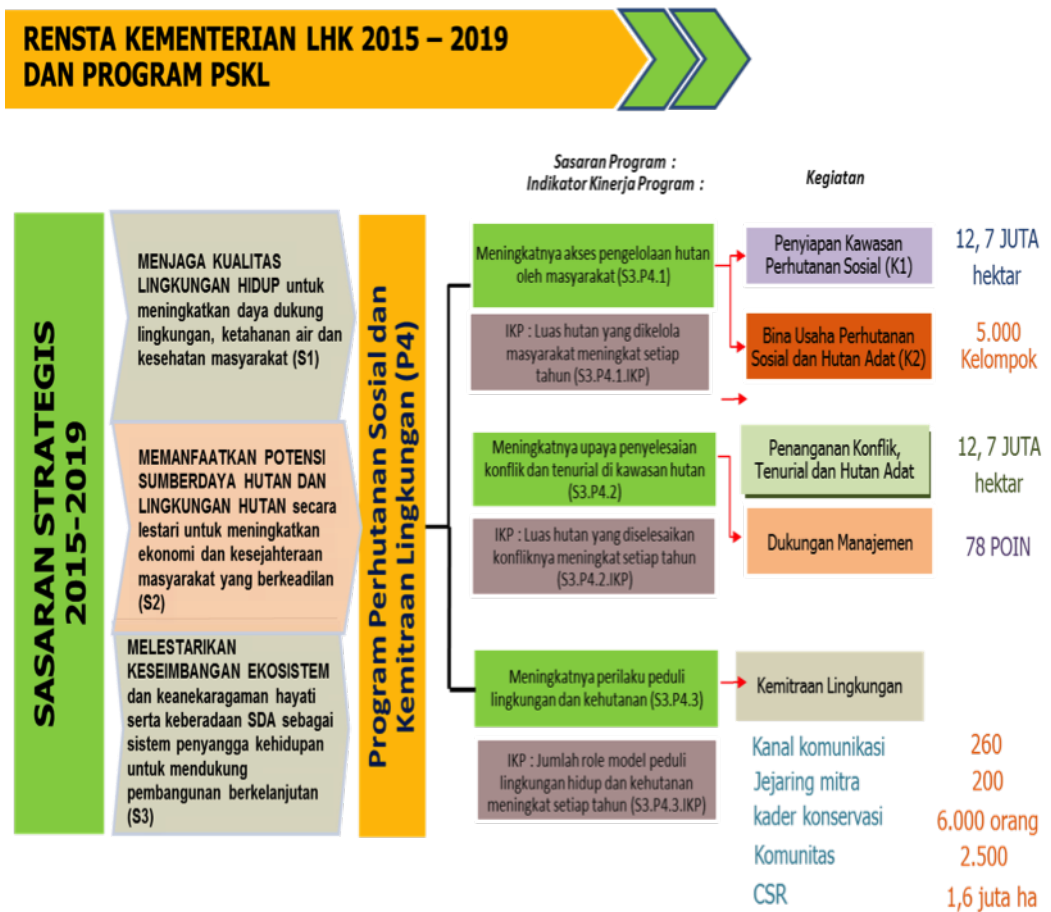 RENSTA KEMENTERIAN LHK 2015 – 2019
DAN PROGRAM PSKL
Sasaran Program :
Indikator Kinerja Program :
Kegiatan
SASARAN STRATEGIS
2015-2019
MENJAGA KUALITAS
LINGKUNGAN HIDUP untuk
meningkatkan daya dukung
lingkungan, ketahanan air dan
kesehatan masyarakat (S1)
MEMANFAATKAN POTENSI
SUMBERDAYA HUTAN DAN
LINGKUNGAN HUTAN secara
lestari untuk meningkatkan
ekonomi dan kesejahteraan
masyarakat yang berkeadilan
(S2)
MELESTARIKAN
KESEIMBANGAN EKOSISTEM
dan keanekaragaman hayati
serta keberadaan SDA sebagai
sistem penyangga kehidupan
untuk mendukung
pembangunan berkelanjutan
(S3)
Program Perhutanan Sosial dan
Kemitraan Lingkungan (P4)
Meningkatnya akses pengelolaan hutan
oleh masyarakat (S3.P4.1)
IKP : Luas hutan yang dikelola
masyarakat meningkat setiap
tahun (S3.P4.1.IKP)
Meningkatnya upaya penyelesaian
konflik dan tenurial di kawasan hutan
(S3.P4.2)
IKP : Luas hutan yang diselesaikan
konfliknya meningkat setiap tahun
(S3.P4.2.IKP)
Meningkatnya perilaku peduli
lingkungan dan kehutanan (S3.P4.3)
IKP : Jumlah role model peduli
lingkungan hidup dan kehutanan
meningkat setiap tahun (S3.P4.3.IKP)
Penyiapan Kawasan
Perhutanan Sosial (K1)
12, 7 JUTA
hektar
Bina Usaha Perhutanan
Sosial dan Hutan Adat (K2)
5.000
Kelompok
Penanganan Konflik,
Tenurial dan Hutan Adat
12, 7 JUTA
hektar
Dukungan Manajemen
78 POIN
Kemitraan Lingkungan
Kanal komunikasi 260
Jejaring mitra 200
kader konservasi 6.000 orang
Komunitas 2.500
CSR 1,6 juta ha